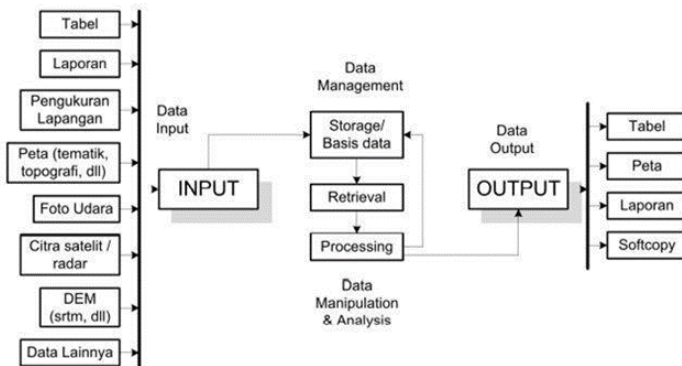 Tabel
Laporan
Pengukuran
Lapangan
Peta (tematik,
topografi, dll)
Foto Udara
Citra satelit /
radar
DEM
(srtm, dll)
Data Lainnya
Data
Input
INPUT
Data
Management
Storage/
Basis data
Retrieval
Processing
Data
Manipulation
& Analysis
Data
Output
OUTPUT
Tabel
Peta
Laporan
Softcopy